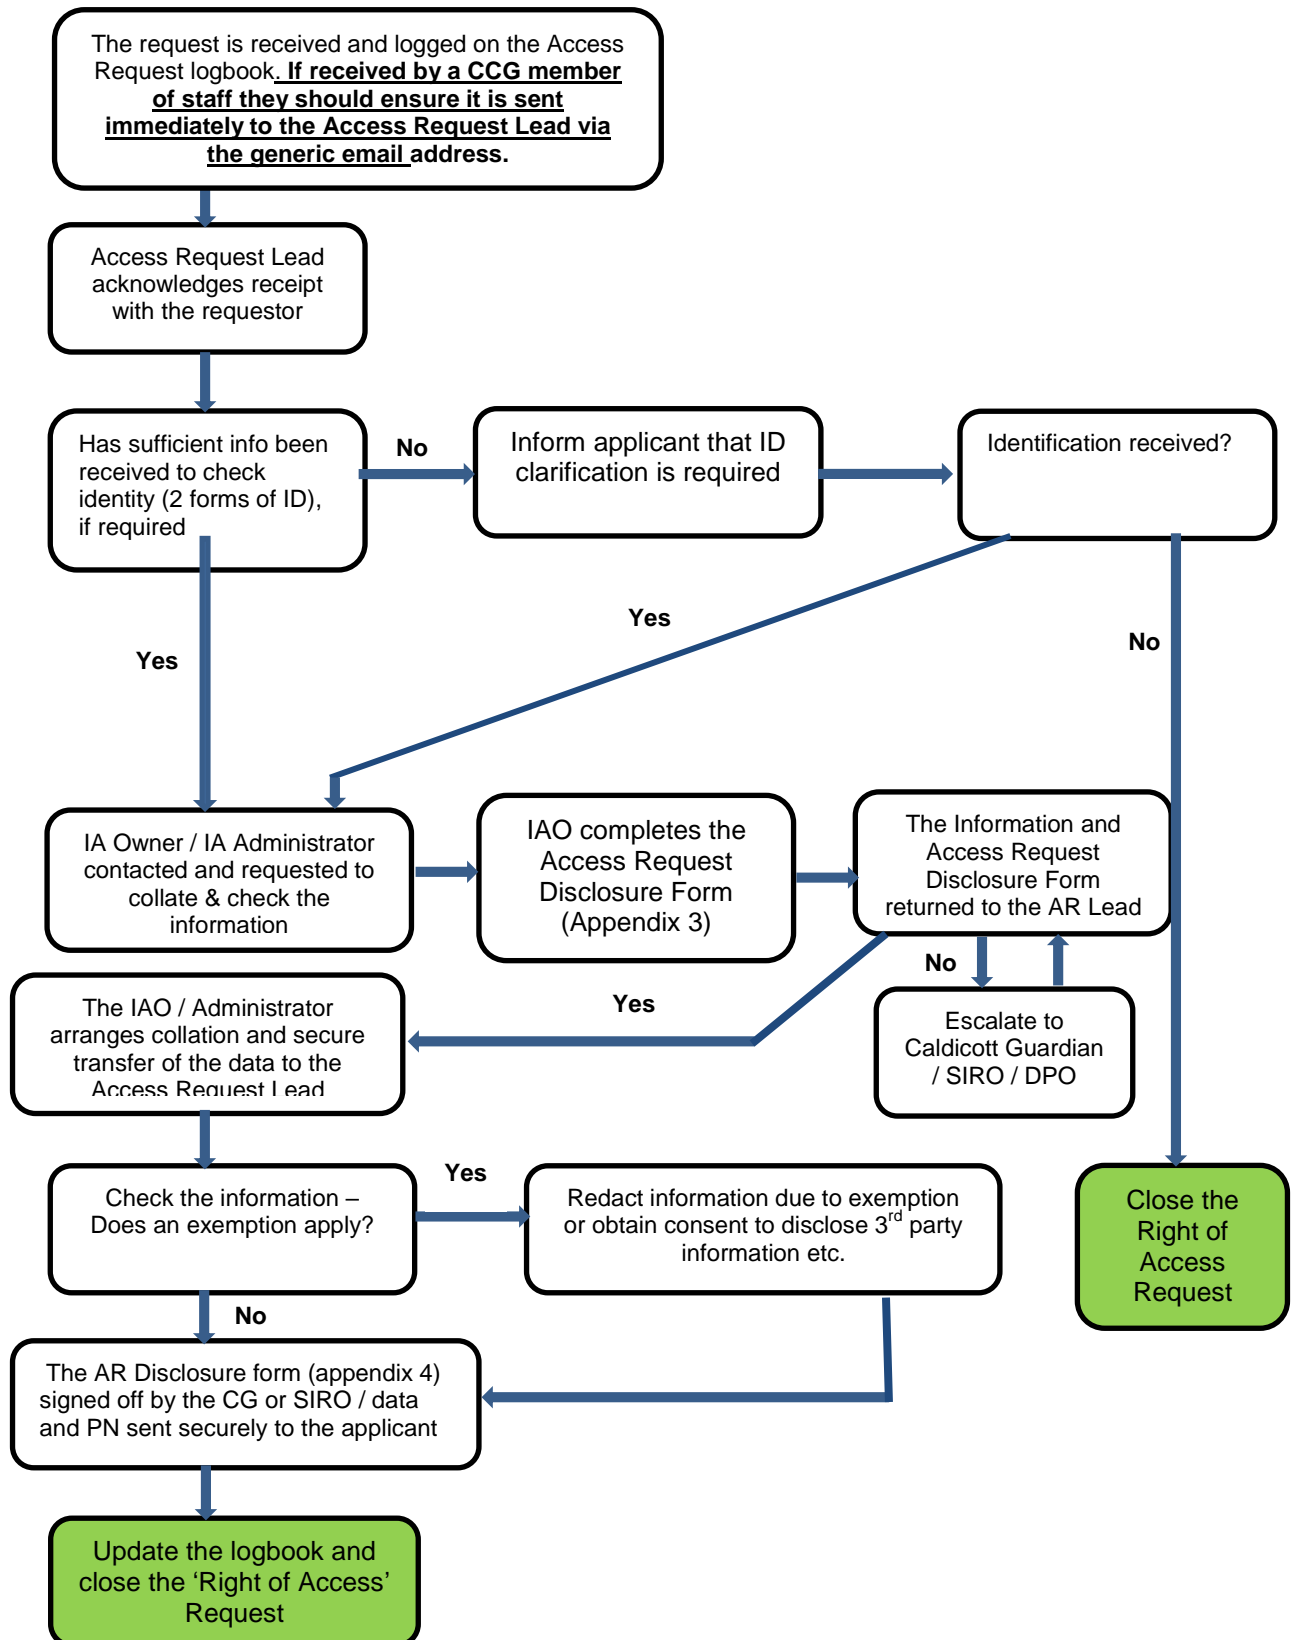 The request is received and logged on the Access
Request logbook. If received by a CCG member
of staff they should ensure it is sent
immediately to the Access Request Lead via
the generic email address.
Access Request Lead
acknowledges receipt
with the requestor
Has sufficient info been
received to check
identity (2 forms of ID),
if required
No
Inform applicant that ID
clarification is required
Identification received?
Yes
Yes
No
IA Owner / IA Administrator
contacted and requested to
collate & check the
information
IAO completes the
Access Request
Disclosure Form
(Appendix 3)
The Information and
Access Request
Disclosure Form
returned to the AR Lead
No
Yes
Escalate to
Caldicott Guardian
/ SIRO / DPO
The IAO / Administrator
arranges collation and secure
transfer of the data to the
Access Request Lead
Check the information –
Does an exemption apply?
Yes
Redact information due to exemption
or obtain consent to disclose 3rd party
information etc.
Close the
Right of
Access
Request
No
The AR Disclosure form (appendix 4)
signed off by the CG or SIRO / data
and PN sent securely to the applicant
Update the logbook and
close the ‘Right of Access’
Request